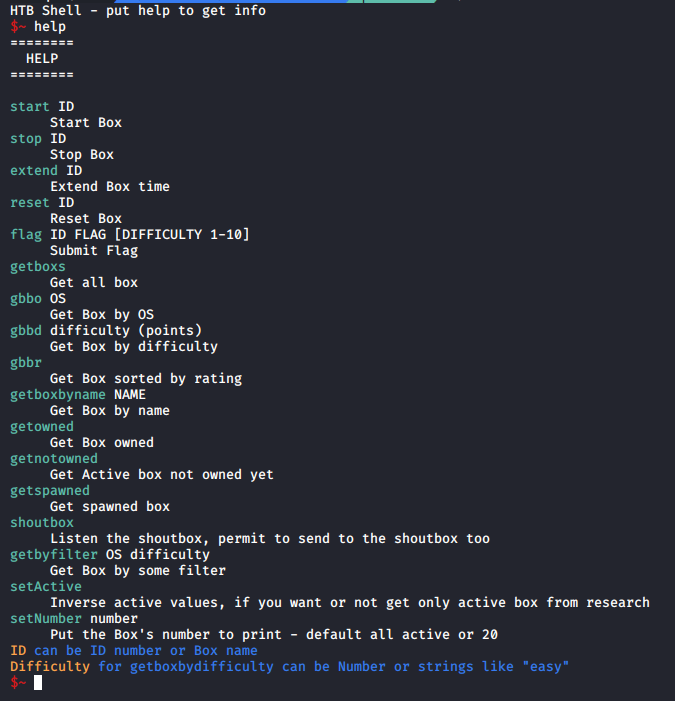 HTB Shell - put help to get info
$~ help
========
HELP
========
start ID
Start Box
stop ID
Stop Box
extend ID
Extend Box time
reset ID
Reset Box
flag ID FLAG [DIFFICULTY 1-10]
Submit Flag
getboxs
Get all box
gbbo OS
Get Box by OS
gbbd difficulty (points)
Get Box by difficulty
gbbr
Get Box sorted by rating
getboxbyname NAME
Get Box by name
getowned
Get Box owned
getnotowned
Get Active box not owned yet
getspawned
Get spawned box
shoutbox
Listen the shoutbox, permit to send to the shoutbox too
getbyfilter OS difficulty
Get Box by some filter
setActive
Inverse active values, if you want or not get only active box from research
setNumber number
Put the Box's number to print - default all active or 20
ID can be ID number or Box name
Difficulty for getboxbydifficulty can be Number or strings like "easy"
$~